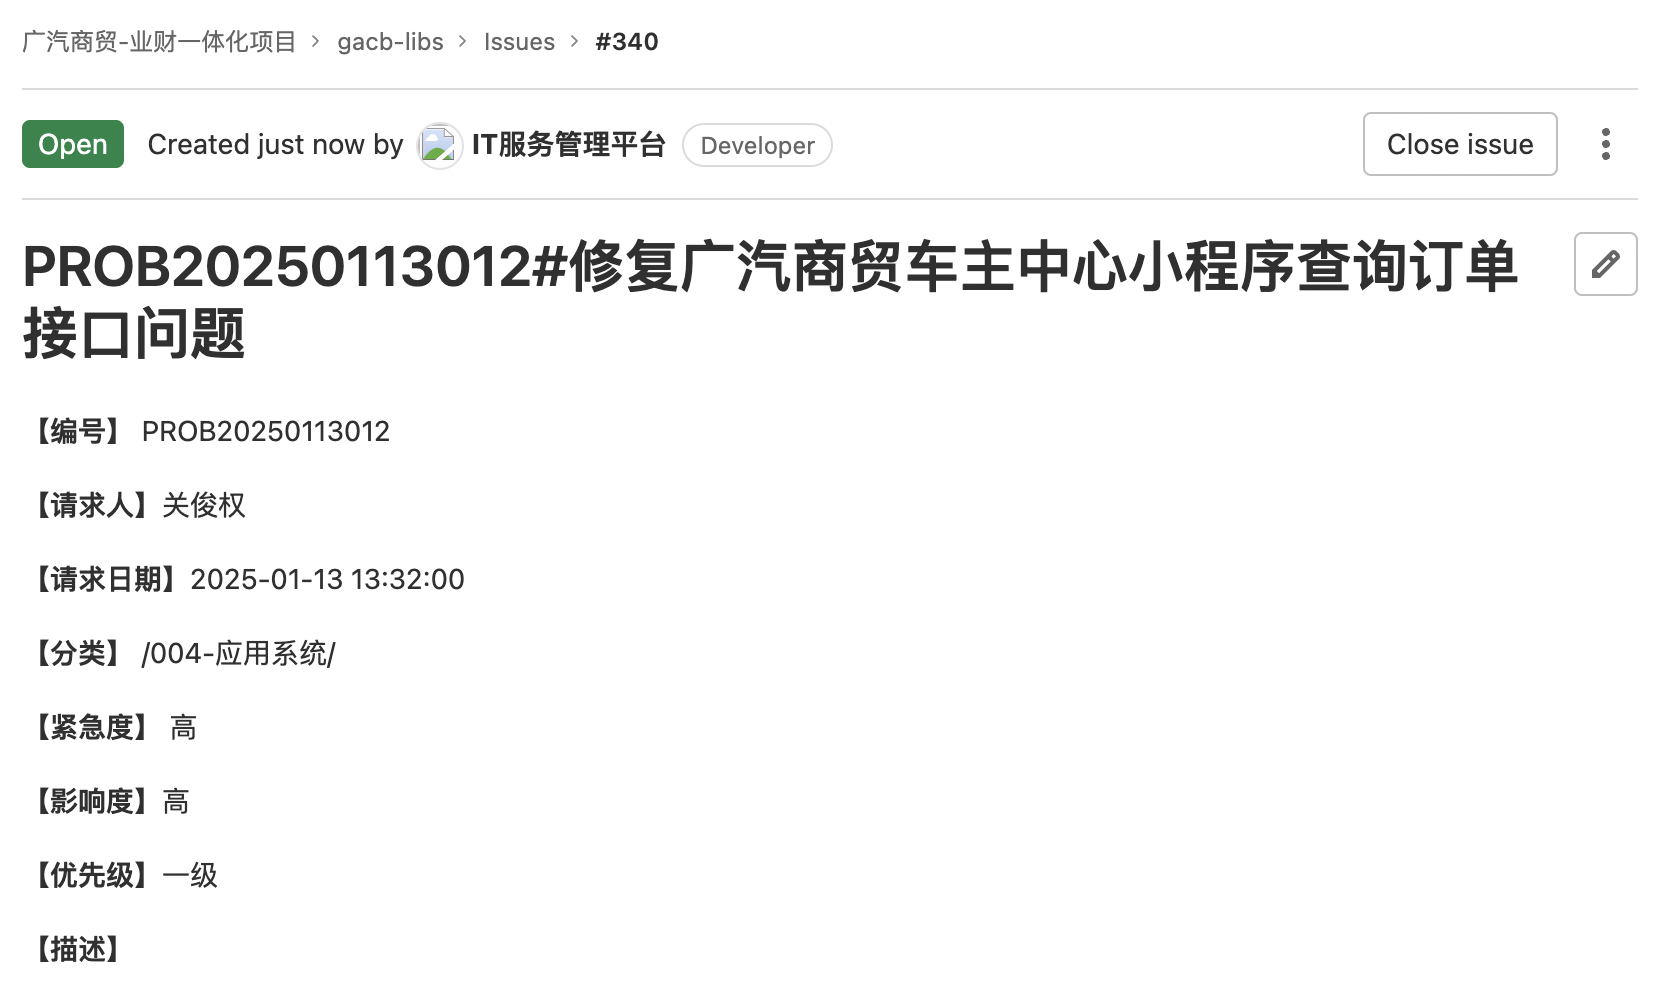 广汽商贸-业财一体化项目 > gacb-libs > Issues > #340
Open Created just now by IT服务管理平台 Developer Close issue
PROB20250113012#修复广汽商贸车主中心小程序查询订单
接口问题
【编号】 PROB20250113012
【请求人】关俊权
【请求日期】2025-01-13 13:32:00
【分类】 /004-应用系统/
【紧急度】 高
【影响度】高
【优先级】一级
【描述】